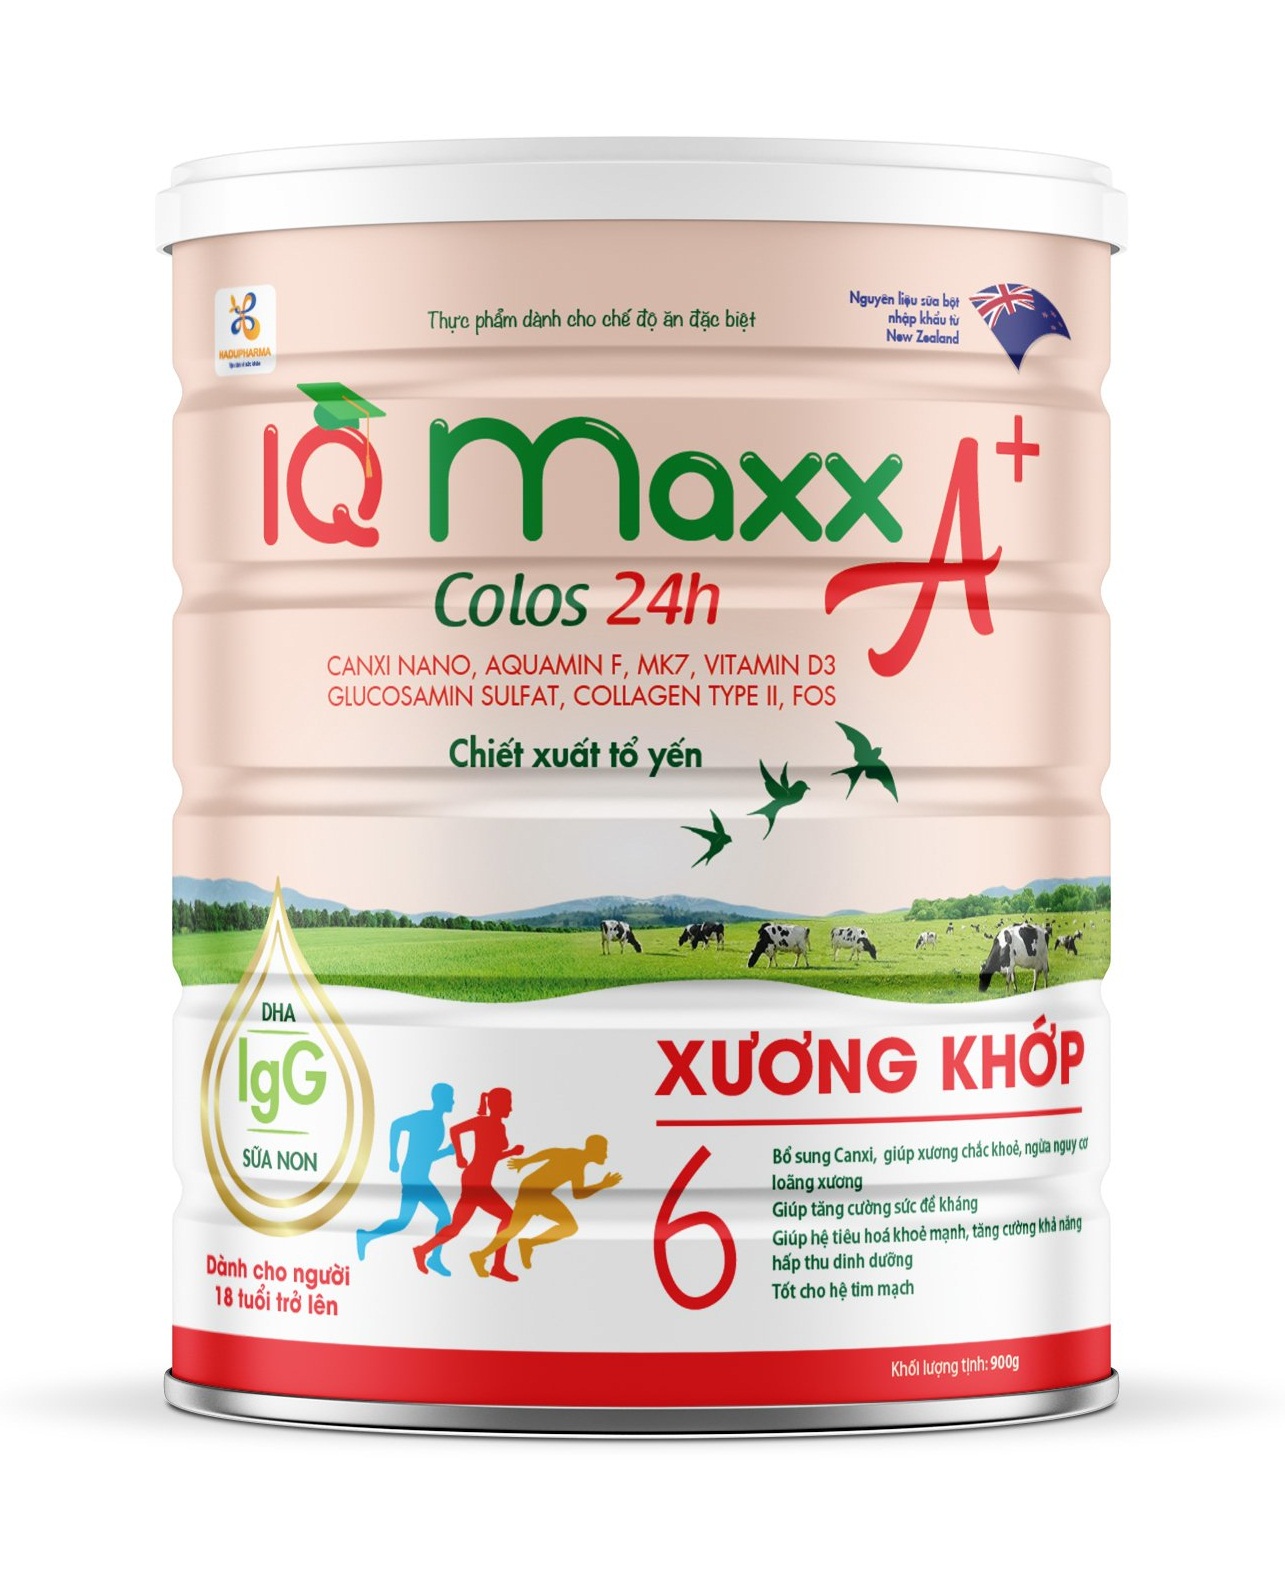 Thực phẩm dành cho chế độ ăn đặc biệt
Nguyên liệu sữa bột
nhập khẩu từ
New Zealand
HADUPHARMA
IQ Maxx A+
Colos 24h
CANXI NANO, AQUAMIN F, MK7, VITAMIN D3
GLUCOSAMIN SULFAT, COLLAGEN TYPE II, FOS
Chiết xuất tổ yến
DHA
IgG
SỮA NON
Dành cho người
18 tuổi trở lên
XƯƠNG KHỚP
6
Bổ sung Canxi, giúp xương chắc khoẻ, ngừa nguy cơ
loãng xương
Giúp tăng cường sức đề kháng
Giúp hệ tiêu hoá khoẻ mạnh, tăng cường khả năng
hấp thu dinh dưỡng
Tốt cho hệ tim mạch
Khối lượng tịnh: 900g